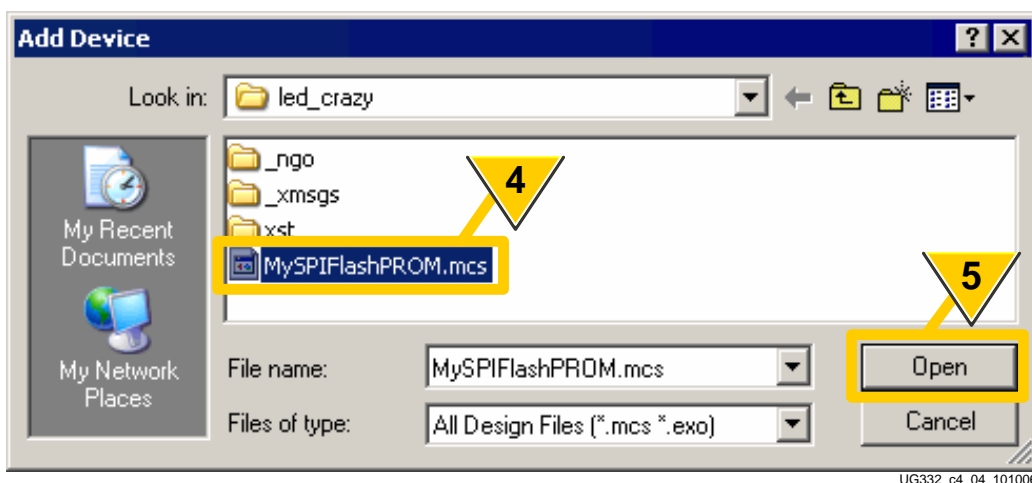 Add Device
Look in:
led_crazy
_ngo
_xmsgs
xst
MySPIFlashPROM.mcs
4
5
My Recent
Documents
My Network
Places
File name:
MySPIFlashPROM.mcs
Open
Files of type:
All Design Files (*.mcs *.exo)
Cancel
UG332_c4_04_101006